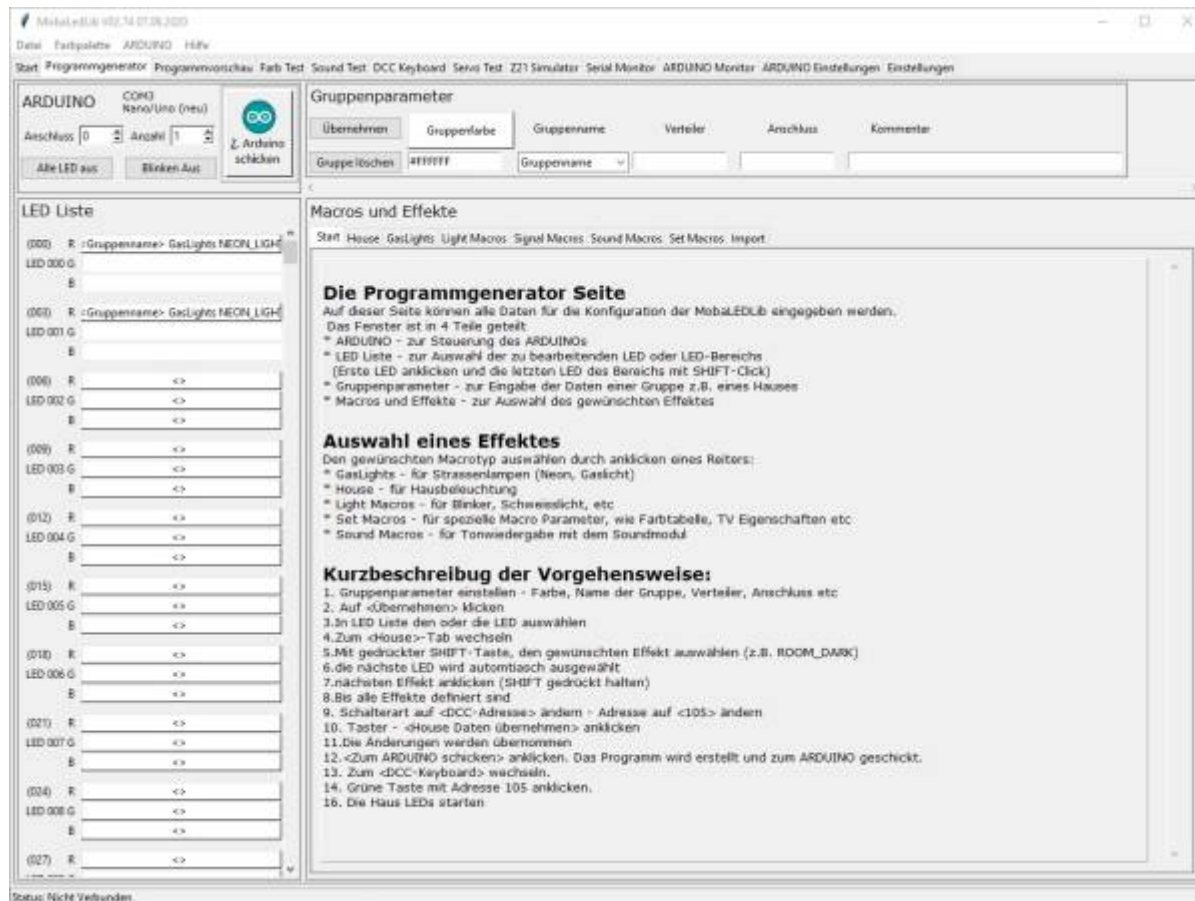 MobaLedLib V02.74 07.06.2020
Datei Farbpalette ARDUINO Hilfe
Start Programmgenerator Programmvorschau Farb Test Sound Test DCC Keyboard Servo Test Z21 Simulator Serial Monitor ARDUINO Monitor ARDUINO Einstellungen Einstellungen
ARDUINO
COM3
Nano/Uno (neu)
Anschluss 0 Anzahl 1
Z. Arduino
schicken
Alle LED aus Blinken Aus
Gruppenparameter
Übernehmen Gruppenfarbe Gruppenname Verteiler Anschluss Kommentar
Gruppe löschen #FFFFFF Gruppenname
LED Liste
(000) R <Gruppenname> GasLights NEON_LIGH
LED 000 G
B
(003) R <Gruppenname> GasLights NEON_LIGH
LED 001 G
B
(006) R <>
LED 002 G <>
B <>
(009) R <>
LED 003 G <>
B <>
(012) R <>
LED 004 G <>
B <>
(015) R <>
LED 005 G <>
B <>
(018) R <>
LED 006 G <>
B <>
(021) R <>
LED 007 G <>
B <>
(024) R <>
LED 008 G <>
B <>
(027) R <>
Macros und Effekte
Start House GasLights Light Macros Signal Macros Sound Macros Set Macros Import
Die Programmgenerator Seite
Auf dieser Seite können alle Daten für die Konfiguration der MobaLEDLib eingegeben werden.
Das Fenster ist in 4 Teile geteilt
* ARDUINO - zur Steuerung des ARDUINOs
* LED Liste - zur Auswahl der zu bearbeitenden LED oder LED-Bereichs
(Erste LED anklicken und die letzten LED des Bereichs mit SHIFT-Click)
* Gruppenparameter - zur Eingabe der Daten einer Gruppe z.B. eines Hauses
* Macros und Effekte - zur Auswahl des gewünschten Effektes
Auswahl eines Effektes
Den gewünschten Macrotyp auswählen durch anklicken eines Reiters:
* GasLights - für Strassenlampen (Neon, Gaslicht)
* House - für Hausbeleuchtung
* Light Macros - für Blinker, Schweisslicht, etc
* Set Macros - für spezielle Macro Parameter, wie Farbtabelle, TV Eigenschaften etc
* Sound Macros - für Tonwiedergabe mit dem Soundmodul
Kurzbeschreibug der Vorgehensweise:
1. Gruppenparameter einstellen - Farbe, Name der Gruppe, Verteiler, Anschluss etc
2. Auf <Übernehmen> klicken
3.In LED Liste den oder die LED auswählen
4.Zum <House>-Tab wechseln
5.Mit gedrückter SHIFT-Taste, den gewünschten Effekt auswählen (z.B. ROOM_DARK)
6.die nächste LED wird automtiasch ausgewählt
7.nächsten Effekt anklicken (SHIFT gedrückt halten)
8.Bis alle Effekte definiert sind
9. Schalterart auf <DCC-Adresse> ändern - Adresse auf <105> ändern
10. Taster - <House Daten übernehmen> anklicken
11.Die Änderungen werden übernommen
12.<Zum ARDUINO schicken> anklicken. Das Programm wird erstellt und zum ARDUINO geschickt.
13. Zum <DCC-Keyboard> wechseln.
14. Grüne Taste mit Adresse 105 anklicken.
16. Die Haus LEDs starten
Status: Nicht Verbunden